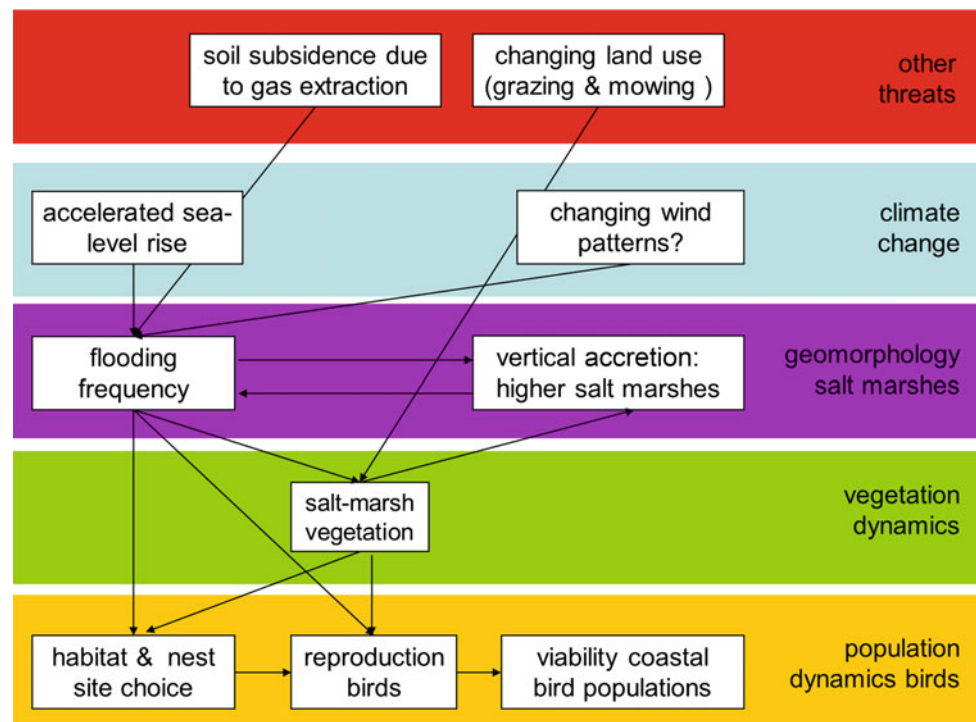 soil subsidence due
to gas extraction
changing land use
(grazing & mowing )
other
threats
accelerated sea-
level rise
changing wind
patterns?
climate
change
flooding
frequency
vertical accretion:
higher salt marshes
geomorphology
salt marshes
salt-marsh
vegetation
vegetation
dynamics
habitat & nest
site choice
reproduction
birds
viability coastal
bird populations
population
dynamics birds